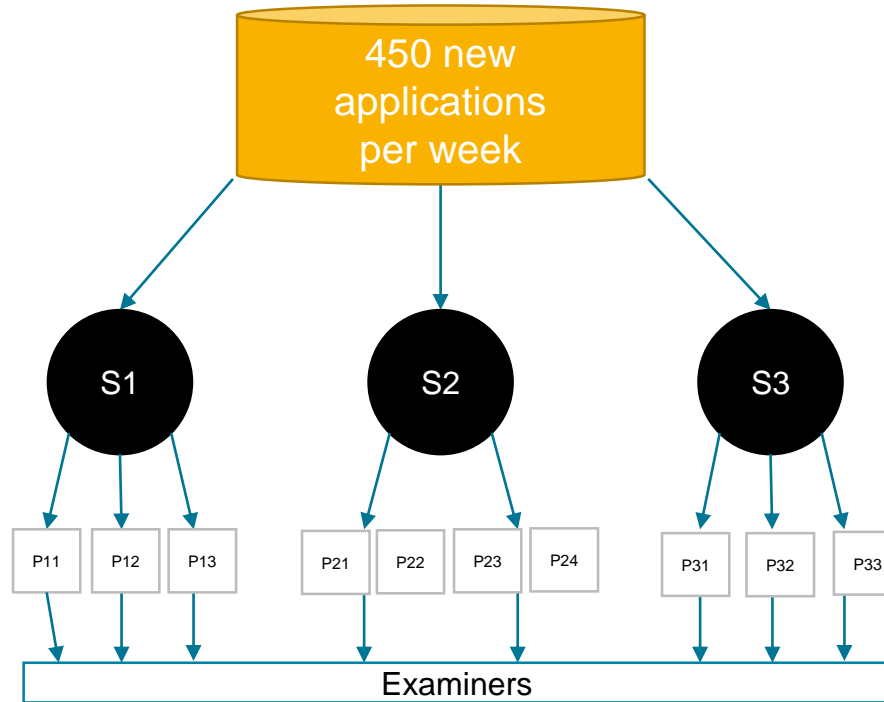 450 new
applications
per week
S1
S2
S3
P11
P12
P13
P21
P22
P23
P24
P31
P32
P33
Examiners